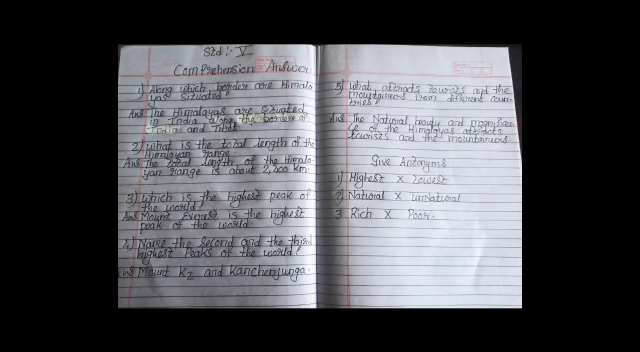 Std:- V
Comprehension Answer
1) Along which border are Himala
yas Situated?
Ans The Himalayas are situated
in India along the borders of
India and Tibet
2) What is the total length of the
Himalayan range
Ans The total length of the Himala-
yan range is about 2,400 km.
3) Which is the highest peak of
the world?
Ans Mount Everest is the highest
peak of the world
4) Name the second and the third
highest Peaks of the world?
Ans Mount K2 and Kanchenjunga.
5) What attracts tourists and the
mountaineers from different coun-
tries?
Ans The Natural beauty and magnifice
of the Himalayas attracts
tourists and the mountaineers
Give Antonyms
1) Highest X Lowest
2) Natural X unNatural
3 Rich X Poor.